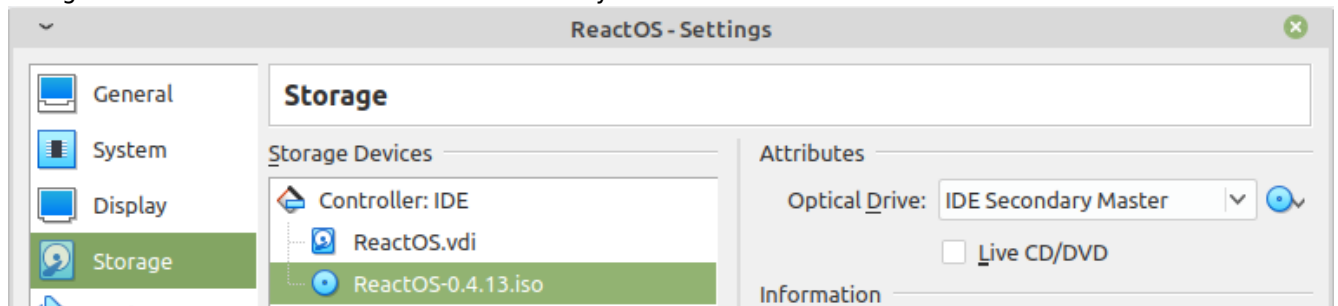 ReactOS - Settings
General
System
Display
Storage
Storage
Storage Devices
Controller: IDE
ReactOS.vdi
ReactOS-0.4.13.iso
Attributes
Optical Drive: IDE Secondary Master
Live CD/DVD
Information